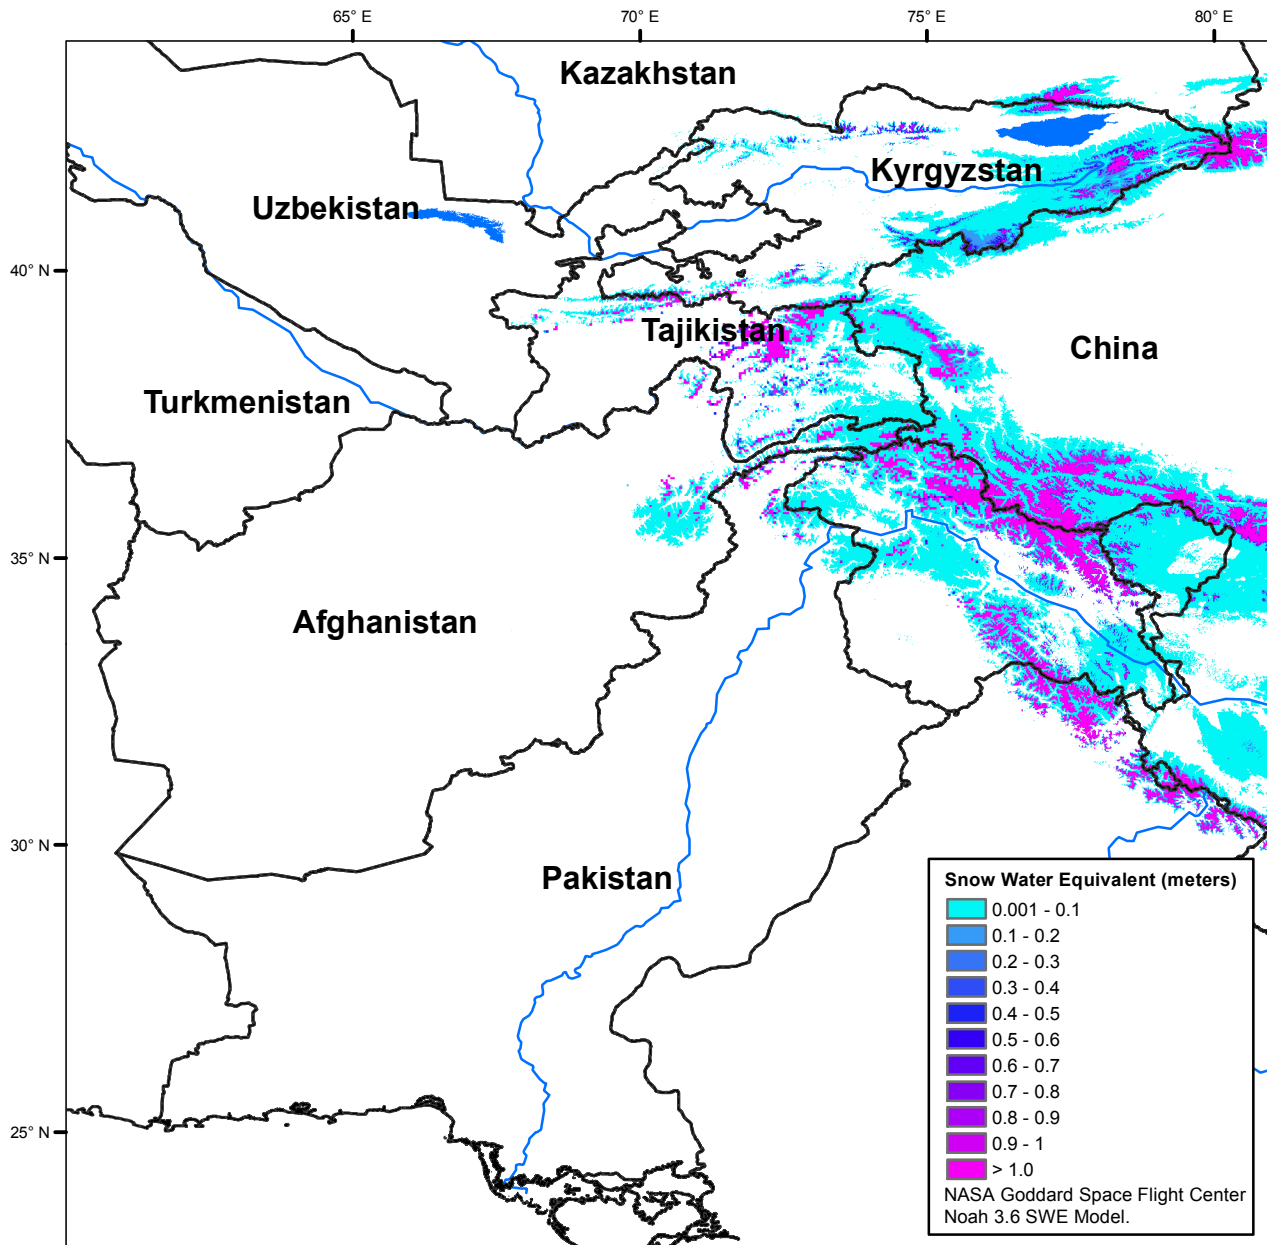 65° E
70° E
75° E
80° E
Kazakhstan
Kyrgyzstan
Uzbekistan
40° N
Tajikistan
China
Turkmenistan
35° N
Afghanistan
30° N
Pakistan
25° N
Snow Water Equivalent (meters)
0.001 - 0.1
0.1 - 0.2
0.2 - 0.3
0.3 - 0.4
0.4 - 0.5
0.5 - 0.6
0.6 - 0.7
0.7 - 0.8
0.8 - 0.9
0.9 - 1
> 1.0
NASA Goddard Space Flight Center
Noah 3.6 SWE Model.